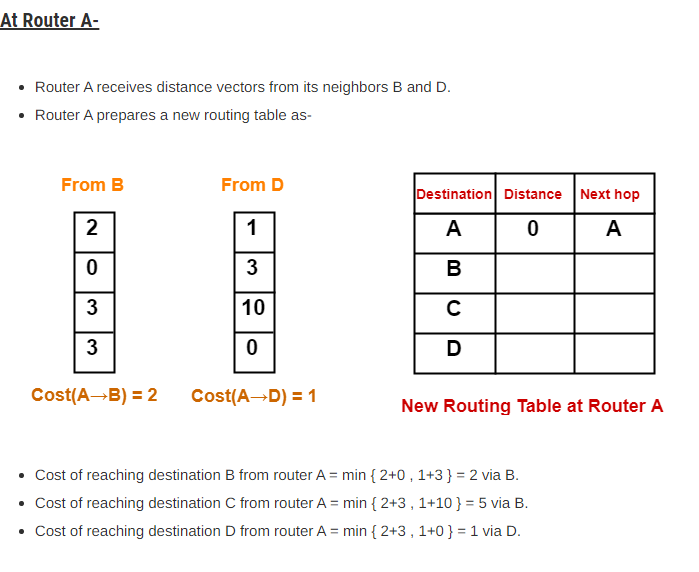 At Router A-
• Router A receives distance vectors from its neighbors B and D.
• Router A prepares a new routing table as-
From B From D
Destination Distance Next hop
2 1 A 0 A
0 3 B
3 10 C
3 0 D
Cost(A→B) = 2 Cost(A→D) = 1
New Routing Table at Router A
• Cost of reaching destination B from router A = min { 2+0 , 1+3 } = 2 via B.
• Cost of reaching destination C from router A = min { 2+3 , 1+10 } = 5 via B.
• Cost of reaching destination D from router A = min { 2+3 , 1+0 } = 1 via D.